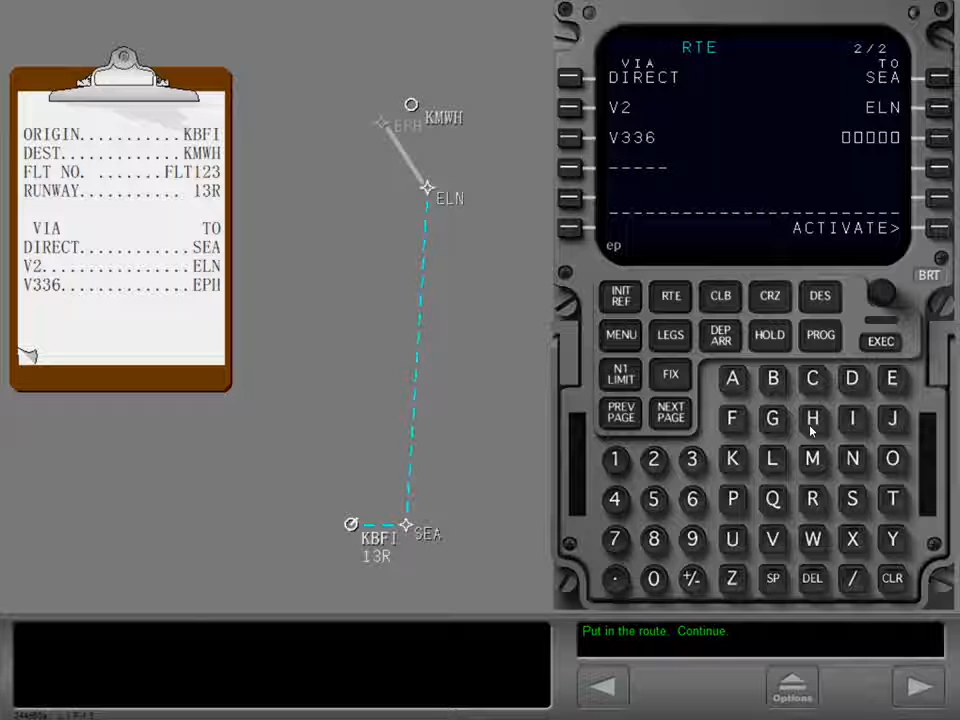 ORIGIN...........KBFI
DEST.............KMWH
FLT NO. .......FLT123
RUNWAY........... 13R
VIA TO
DIRECT............SEA
V2................ELN
V336..............EPH
KMWH
EPH
ELN
SEA
KBFI
13R
RTE 2/2
VIA TO
DIRECT SEA
V2 ELN
V336 ▯▯▯▯▯
-----
ACTIVATE>
ep
BRT
INIT REF RTE CLB CRZ DES
MENU LEGS DEP ARR HOLD PROG EXEC
N1 LIMIT FIX
PREV PAGE NEXT PAGE
A B C D E
F G H I J
1 2 3 K L M N O
4 5 6 P Q R S T
7 8 9 U V W X Y
. 0 +/- Z SP DEL / CLR
Put in the route. Continue.
Options